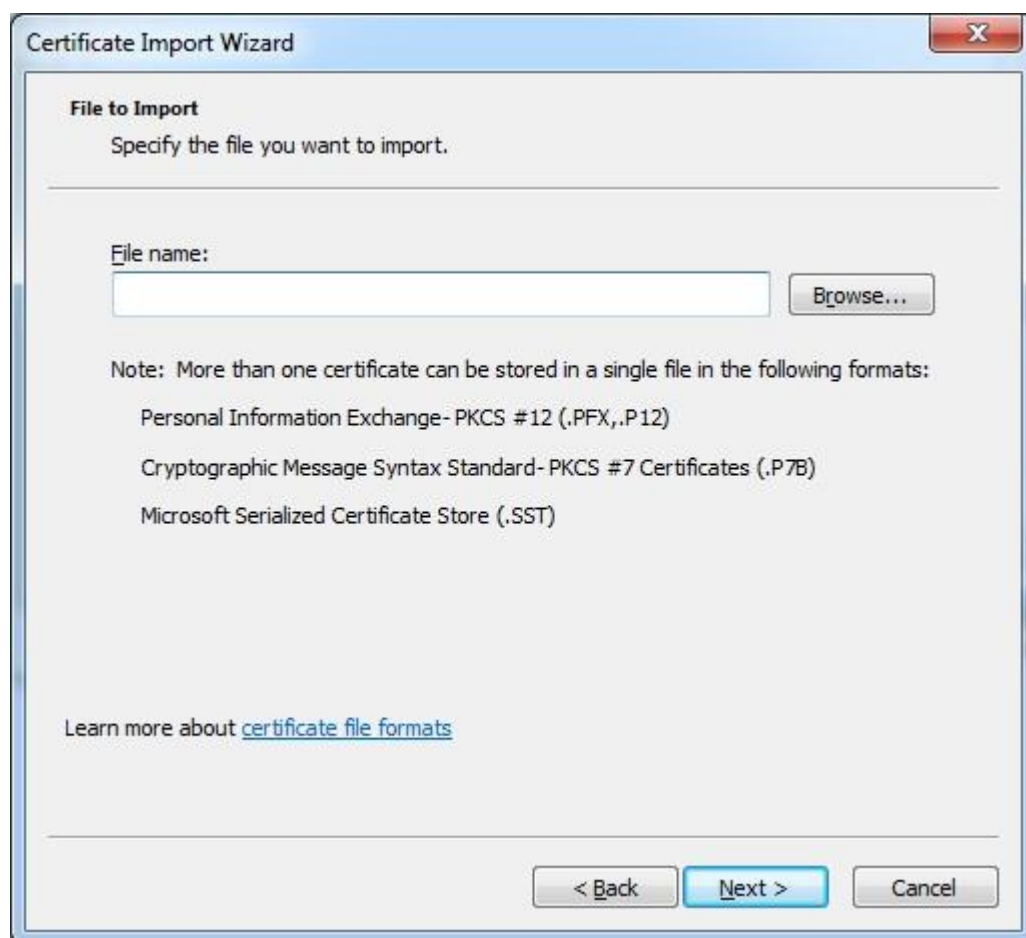 Certificate Import Wizard
File to Import
Specify the file you want to import.
File name:
Browse...
Note:  More than one certificate can be stored in a single file in the following formats:
Personal Information Exchange- PKCS #12 (.PFX,.P12)
Cryptographic Message Syntax Standard- PKCS #7 Certificates (.P7B)
Microsoft Serialized Certificate Store (.SST)
Learn more about certificate file formats
< Back Next > Cancel